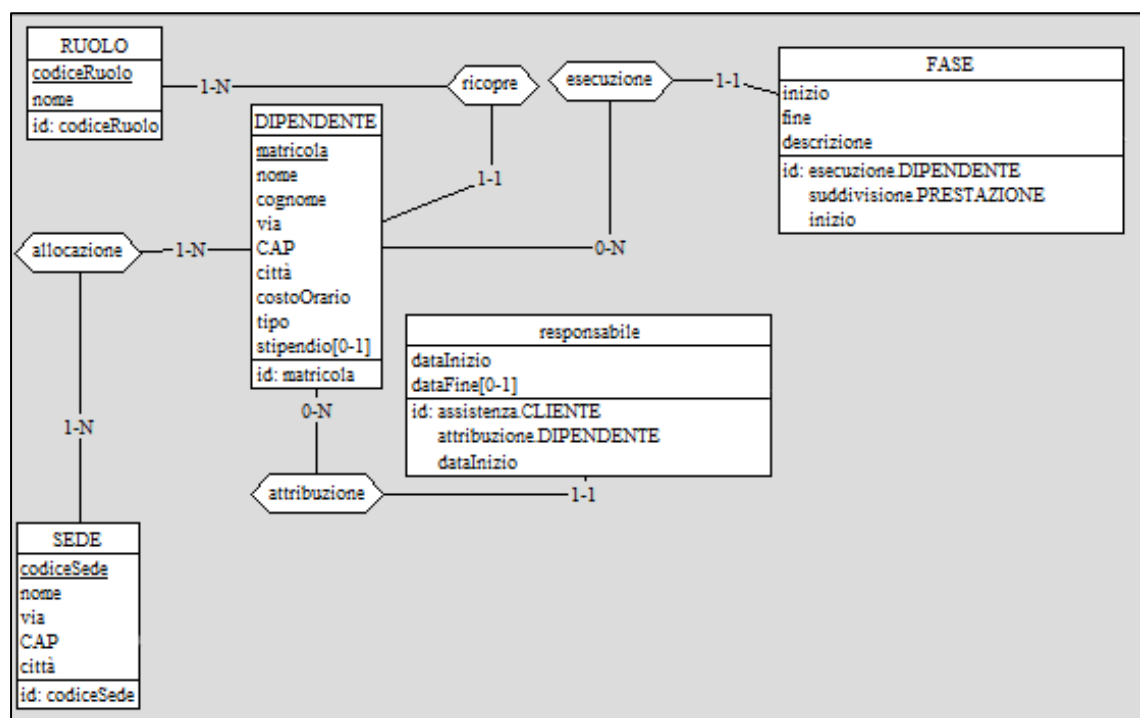 RUOLO
codiceRuolo
nome
id: codiceRuolo
1-N
ricopre
1-1
esecuzione
1-1
0-N
FASE
inizio
fine
descrizione
id: esecuzione.DIPENDENTE
suddivisione.PRESTAZIONE
inizio
DIPENDENTE
matricola
nome
cognome
via
CAP
città
costoOrario
tipo
stipendio[0-1]
id: matricola
allocazione
1-N
1-N
0-N
attribuzione
1-1
responsabile
dataInizio
dataFine[0-1]
id: assistenza.CLIENTE
attribuzione.DIPENDENTE
dataInizio
SEDE
codiceSede
nome
via
CAP
città
id: codiceSede